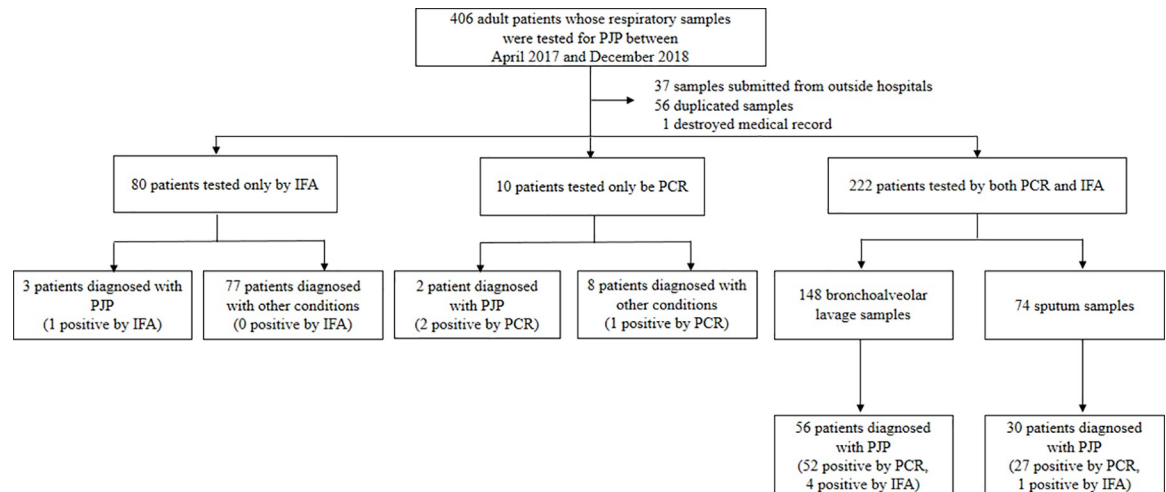 406 adult patients whose respiratory samples
were tested for PJP between
April 2017 and December 2018
37 samples submitted from outside hospitals
56 duplicated samples
1 destroyed medical record
80 patients tested only by IFA
10 patients tested only be PCR
222 patients tested by both PCR and IFA
3 patients diagnosed with
PJP
(1 positive by IFA)
77 patients diagnosed
with other conditions
(0 positive by IFA)
2 patient diagnosed
with PJP
(2 positive by PCR)
8 patients diagnosed with
other conditions
(1 positive by PCR)
148 bronchoalveolar
lavage samples
74 sputum samples
56 patients diagnosed
with PJP
(52 positive by PCR,
4 positive by IFA)
30 patients diagnosed
with PJP
(27 positive by PCR,
1 positive by IFA)